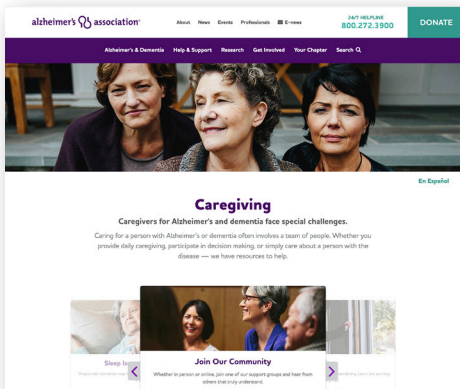 alzheimer's association®
About News Events Professionals E-news
24/7 HELPLINE
800.272.3900
DONATE
Alzheimer's & Dementia Help & Support Research Get Involved Your Chapter Search
En Español
Caregiving
Caregivers for Alzheimer's and dementia face special challenges.
Caring for a person with Alzheimer's or dementia often involves a team of people. Whether you
provide daily caregiving, participate in decision making, or simply care about a person with the
disease — we have resources to help.
Sleep
Join Our Community
Whether in person or online, join one of our support groups and hear from
others that truly understand.